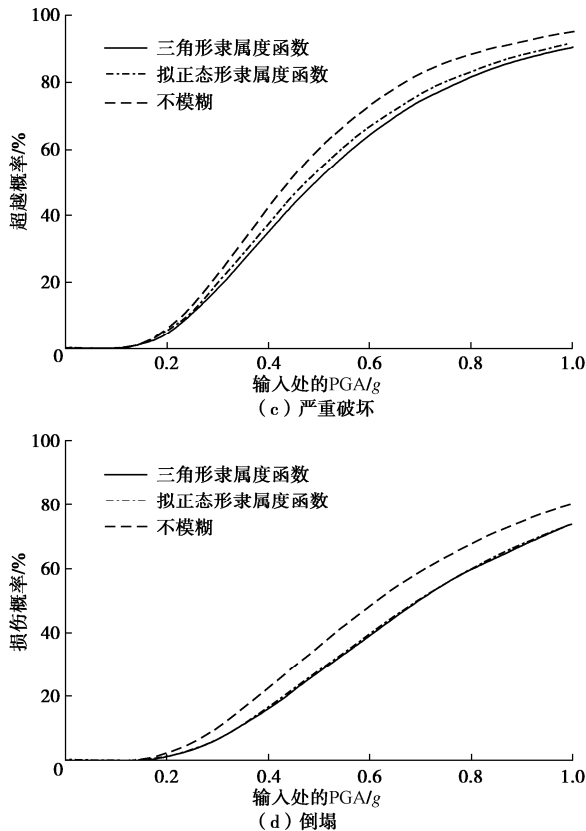 100
三角形隶属度函数
80
拟正态形隶属度函数
不模糊
60
超越概率/%
40
20
0
0.2
0.4
0.6
0.8
1.0
输入处的PGA/g
(c)严重破坏
100
三角形隶属度函数
80
拟正态形隶属度函数
不模糊
60
损伤概率/%
40
20
0
0.2
0.4
0.6
0.8
1.0
输入处的PGA/g
(d)倒塌